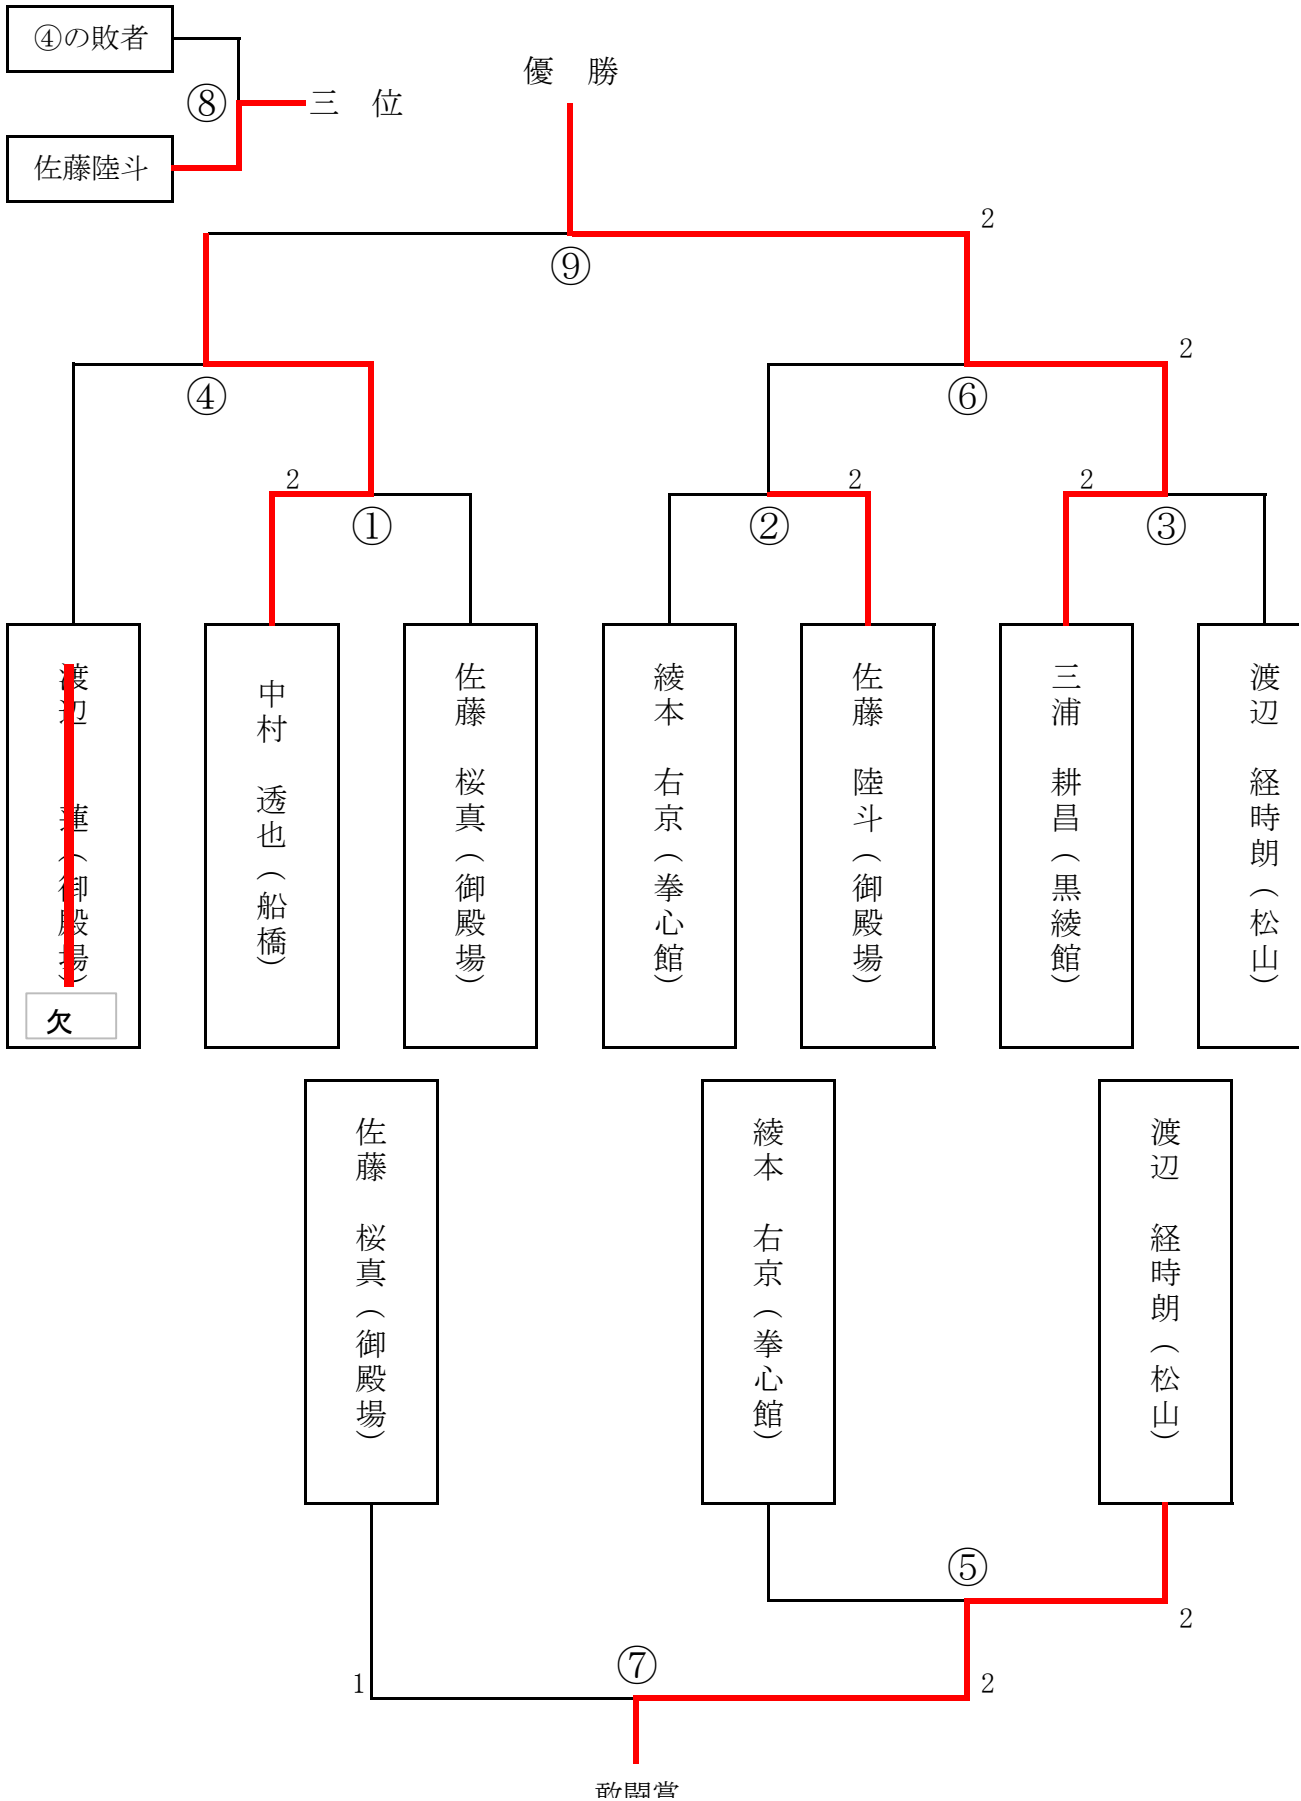 ④の敗者
⑧
三 位
佐藤陸斗
優 勝
2
⑨
2
④
⑥
2
①
2
②
2
③
渡辺 蓮(御殿場)
欠
中村 透也(船橋)
佐藤 桜真(御殿場)
綾本 右京(拳心館)
佐藤 陸斗(御殿場)
三浦 耕昌(黒綾館)
渡辺 経時朗(松山)
佐藤 桜真(御殿場)
綾本 右京(拳心館)
渡辺 経時朗(松山)
⑤
2
⑦
1
2
敢闘賞